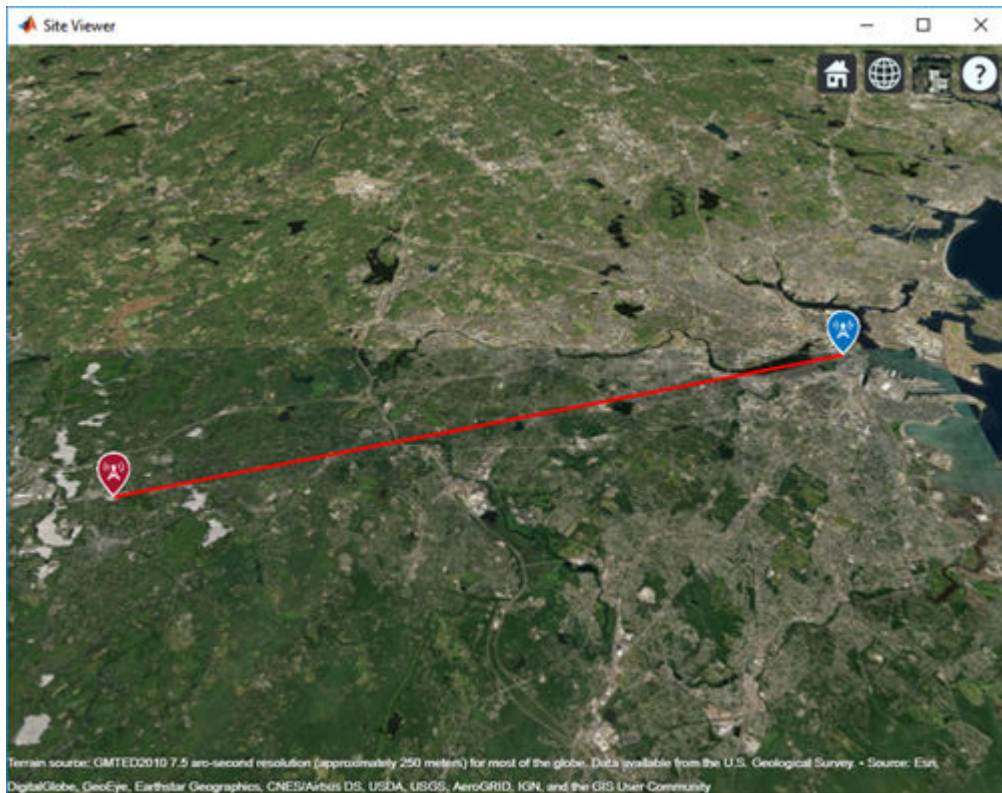 Site Viewer
?
Terrain source: GMTED2010 7.5 arc-second resolution (approximately 250 meters) for most of the globe. Data available from the U.S. Geological Survey. • Source: Esri,
DigitalGlobe, GeoEye, Earthstar Geographics, CNES/Airbus DS, USDA, USGS, AeroGRID, IGN, and the GIS User Community